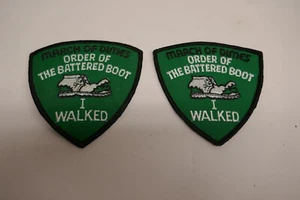 MARCH OF DIMES
ORDER OF
THE BATTERED BOOT
I
WALKED
MARCH OF DIMES
ORDER OF
THE BATTERED BOOT
I
WALKED